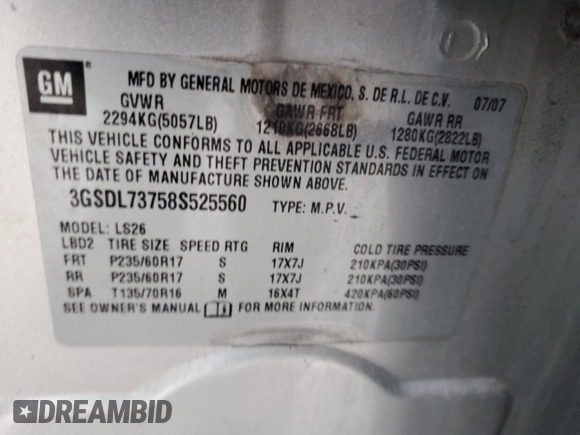 GM ®
MFD BY GENERAL MOTORS DE MEXICO, S. DE R.L. DE C.V. 07/07
GVWR GAWR FRT GAWR RR
2294KG(5057LB) 1210KG(2668LB) 1280KG(2822LB)
THIS VEHICLE CONFORMS TO ALL APPLICABLE U.S. FEDERAL MOTOR
VEHICLE SAFETY AND THEFT PREVENTION STANDARDS IN EFFECT ON
THE DATE OF MANUFACTURE SHOWN ABOVE.
3GSDL73758S525560 TYPE: M.P.V.
MODEL: LS26
LBD2 TIRE SIZE SPEED RTG RIM COLD TIRE PRESSURE
FRT P235/60R17 S 17X7J 210KPA(30PSI)
RR P235/60R17 S 17X7J 210KPA(30PSI)
SPA T135/70R16 M 16X4T 420KPA(60PSI)
SEE OWNER'S MANUAL FOR MORE INFORMATION.
DREAMBID